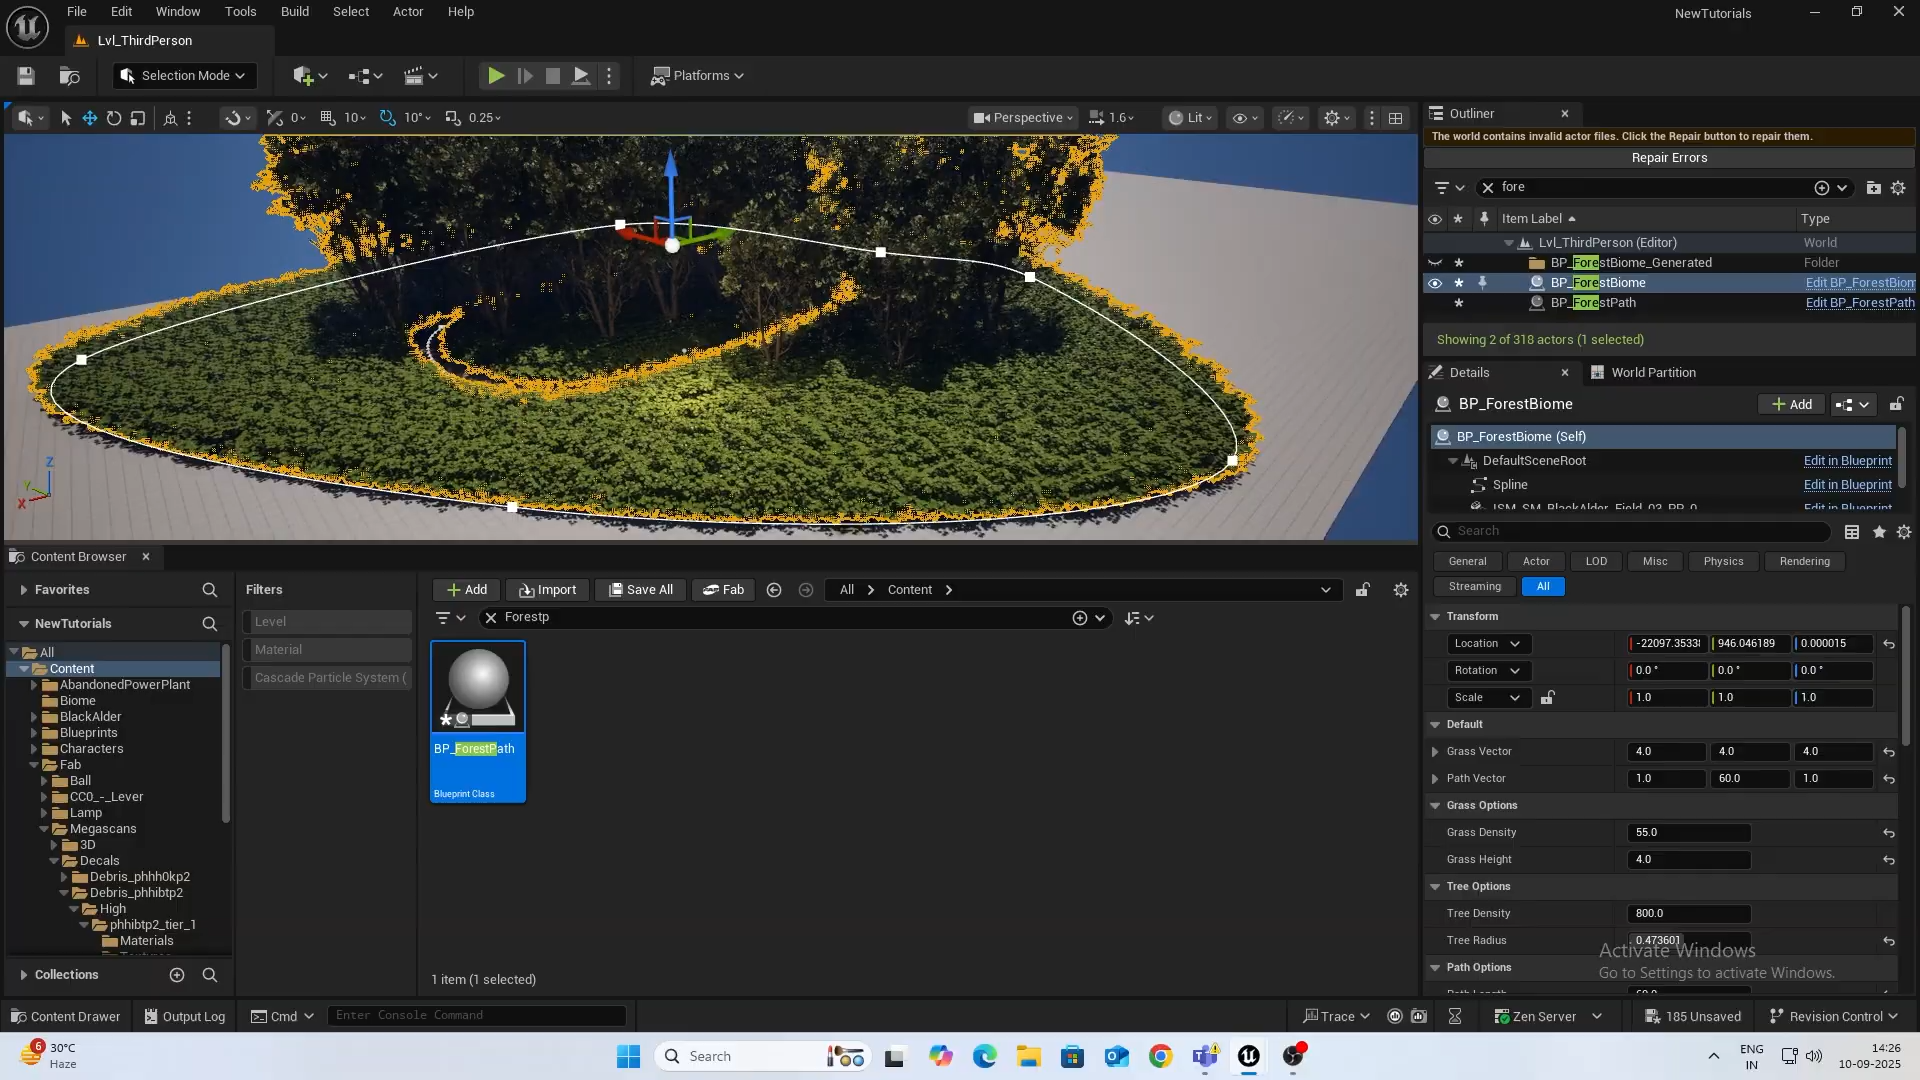 File Edit Window Tools Build Select Actor Help
NewTutorials
Lvl_ThirdPerson
Selection Mode
Platforms
0 10 10° 0.25
Perspective 1.6 Lit
Z
Y
X
Outliner
The world contains invalid actor files. Click the Repair button to repair them.
Repair Errors
fore
Item Label Type
Lvl_ThirdPerson (Editor) World
BP_ForestBiome_Generated Folder
BP_ForestBiome Edit BP_ForestBiom
BP_ForestPath Edit BP_ForestPath
Showing 2 of 318 actors (1 selected)
Details World Partition
BP_ForestBiome Add
BP_ForestBiome (Self)
DefaultSceneRoot Edit in Blueprint
Spline Edit in Blueprint
ISM_SM_BlackAlder_Field_03_PP_0 Edit in Blueprint
Search
General Actor LOD Misc Physics Rendering
Streaming All
Transform
Location -22097.3533 946.046189 0.000015
Rotation 0.0 ° 0.0 ° 0.0 °
Scale 1.0 1.0 1.0
Default
Grass Vector 4.0 4.0 4.0
Path Vector 1.0 60.0 1.0
Grass Options
Grass Density 55.0
Grass Height 4.0
Tree Options
Tree Density 800.0
Tree Radius 0.473601
Path Options
Path Length 60.0
Activate Windows
Go to Settings to activate Windows.
Content Browser
Favorites
NewTutorials
All
Content
AbandonedPowerPlant
Biome
BlackAlder
Blueprints
Characters
Fab
Ball
CC0_-_Lever
Lamp
Megascans
3D
Decals
Debris_phhh0kp2
Debris_phhibtp2
High
phhibtp2_tier_1
Materials
Textures
Collections
Filters
Level
Material
Cascade Particle System (
Add Import Save All Fab All Content
Forestp
BP_ForestPath
Blueprint Class
1 item (1 selected)
Content Drawer Output Log Cmd Enter Console Command
Trace Zen Server 185 Unsaved Revision Control
6
30°C
Haze
Search
ENG
IN
14:26
10-09-2025